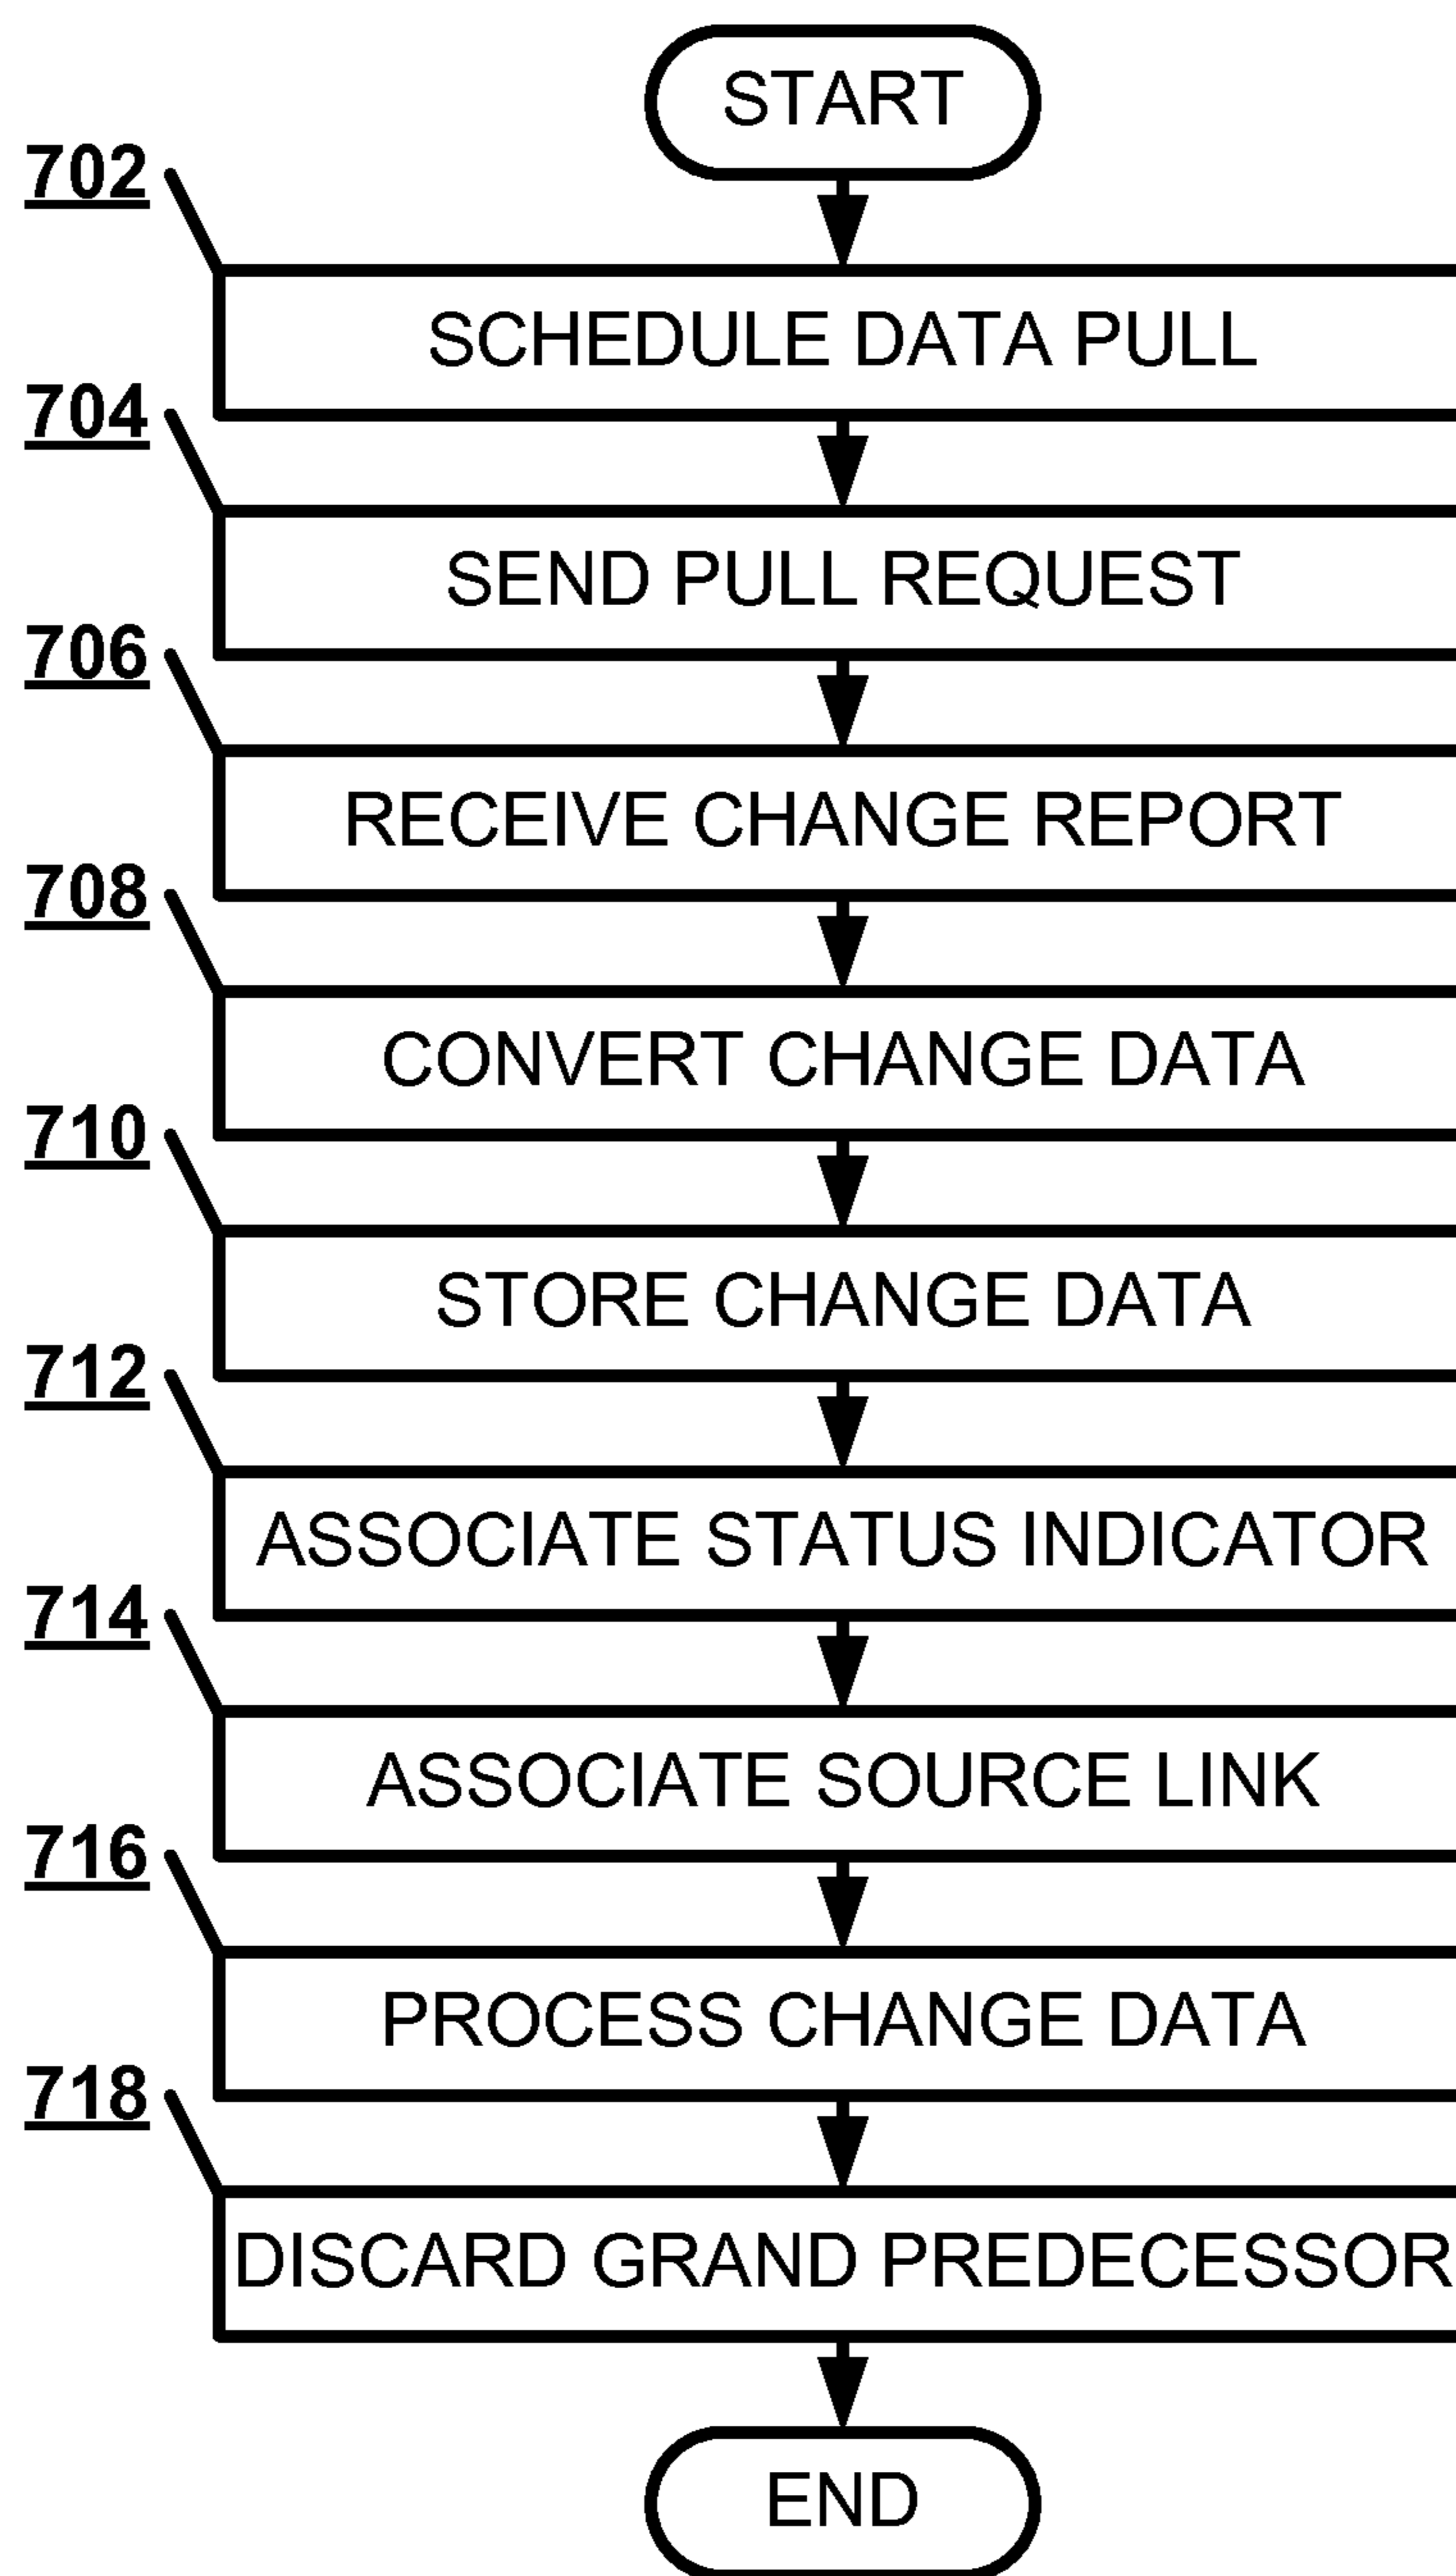 START
702
SCHEDULE DATA PULL
704
SEND PULL REQUEST
706
RECEIVE CHANGE REPORT
708
CONVERT CHANGE DATA
710
STORE CHANGE DATA
712
ASSOCIATE STATUS INDICATOR
714
ASSOCIATE SOURCE LINK
716
PROCESS CHANGE DATA
718
DISCARD GRAND PREDECESSOR
END